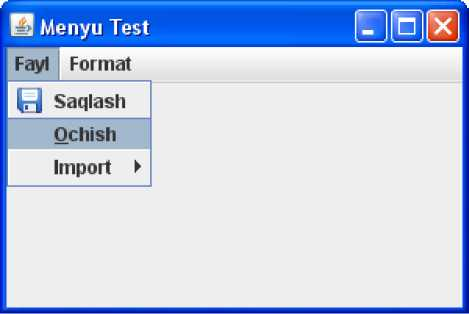 Menyu Test
Fayl Format
Saqlash
Ochish
Import